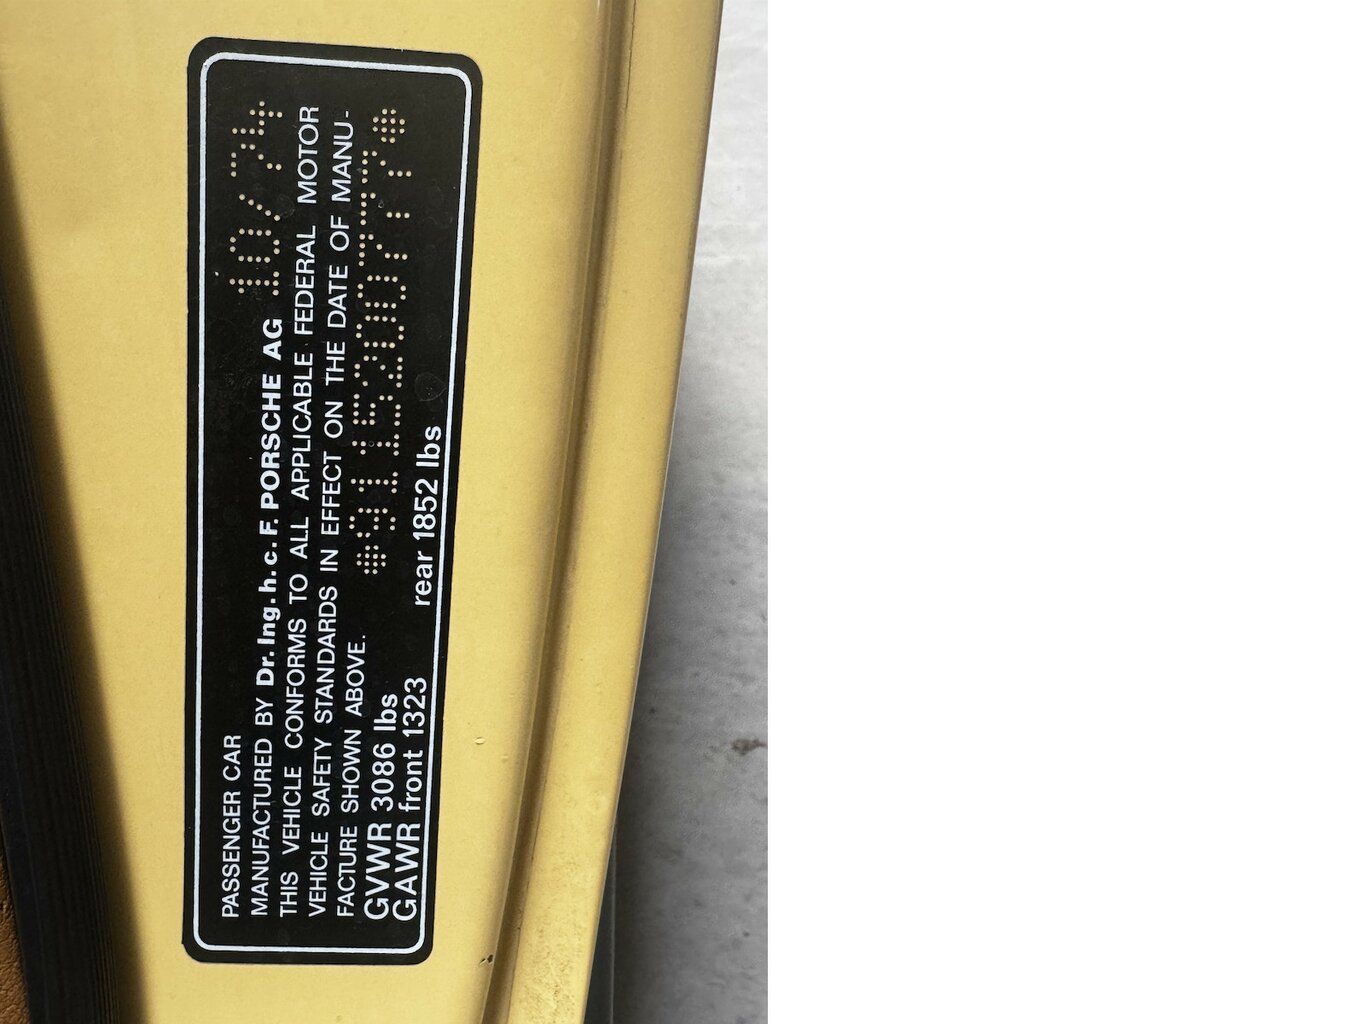 PASSENGER CAR
MANUFACTURED BY Dr. Ing. h. c. F. PORSCHE AG 10/74
THIS VEHICLE CONFORMS TO ALL APPLICABLE FEDERAL MOTOR
VEHICLE SAFETY STANDARDS IN EFFECT ON THE DATE OF MANU-
FACTURE SHOWN ABOVE. *9115200777*
GVWR 3086 lbs
GAWR front 1323 rear 1852 lbs